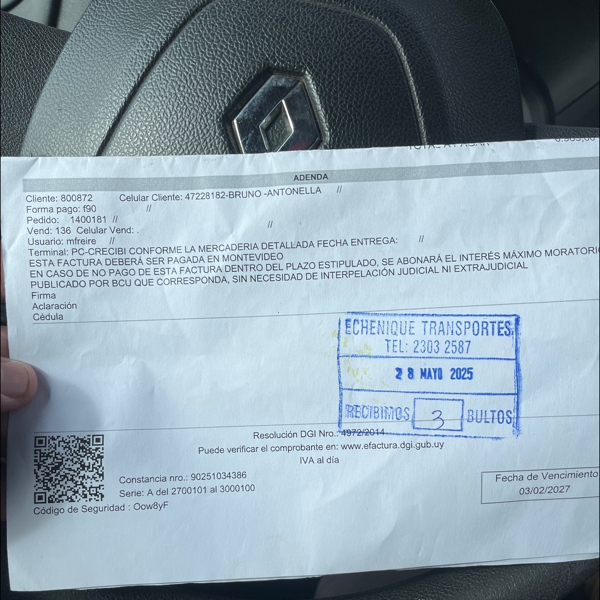 TOTAL A PAGAR
ADENDA
Cliente: 800872 Celular Cliente: 47228182-BRUNO -ANTONELLA //
Forma pago: f90 //
Pedido: 1400181 //
Vend: 136 Celular Vend: . //
Usuario: mfreire //
Terminal: PC-CRECIBI CONFORME LA MERCADERIA DETALLADA FECHA ENTREGA: //
ESTA FACTURA DEBERÁ SER PAGADA EN MONTEVIDEO
EN CASO DE NO PAGO DE ESTA FACTURA DENTRO DEL PLAZO ESTIPULADO, SE ABONARÁ EL INTERÉS MÁXIMO MORATORIO
PUBLICADO POR BCU QUE CORRESPONDA, SIN NECESIDAD DE INTERPELACIÓN JUDICIAL NI EXTRAJUDICIAL
Firma
Aclaración
Cédula
ECHENIQUE TRANSPORTES
TEL: 2303 2587
28 MAYO 2025
RECIBIMOS 3 BULTOS
Resolución DGI Nro.: 4972/2014
Puede verificar el comprobante en: www.efactura.dgi.gub.uy
IVA al día
Constancia nro.: 90251034386
Serie: A del 2700101 al 3000100
Código de Seguridad : Oow8yF
Fecha de Vencimiento
03/02/2027